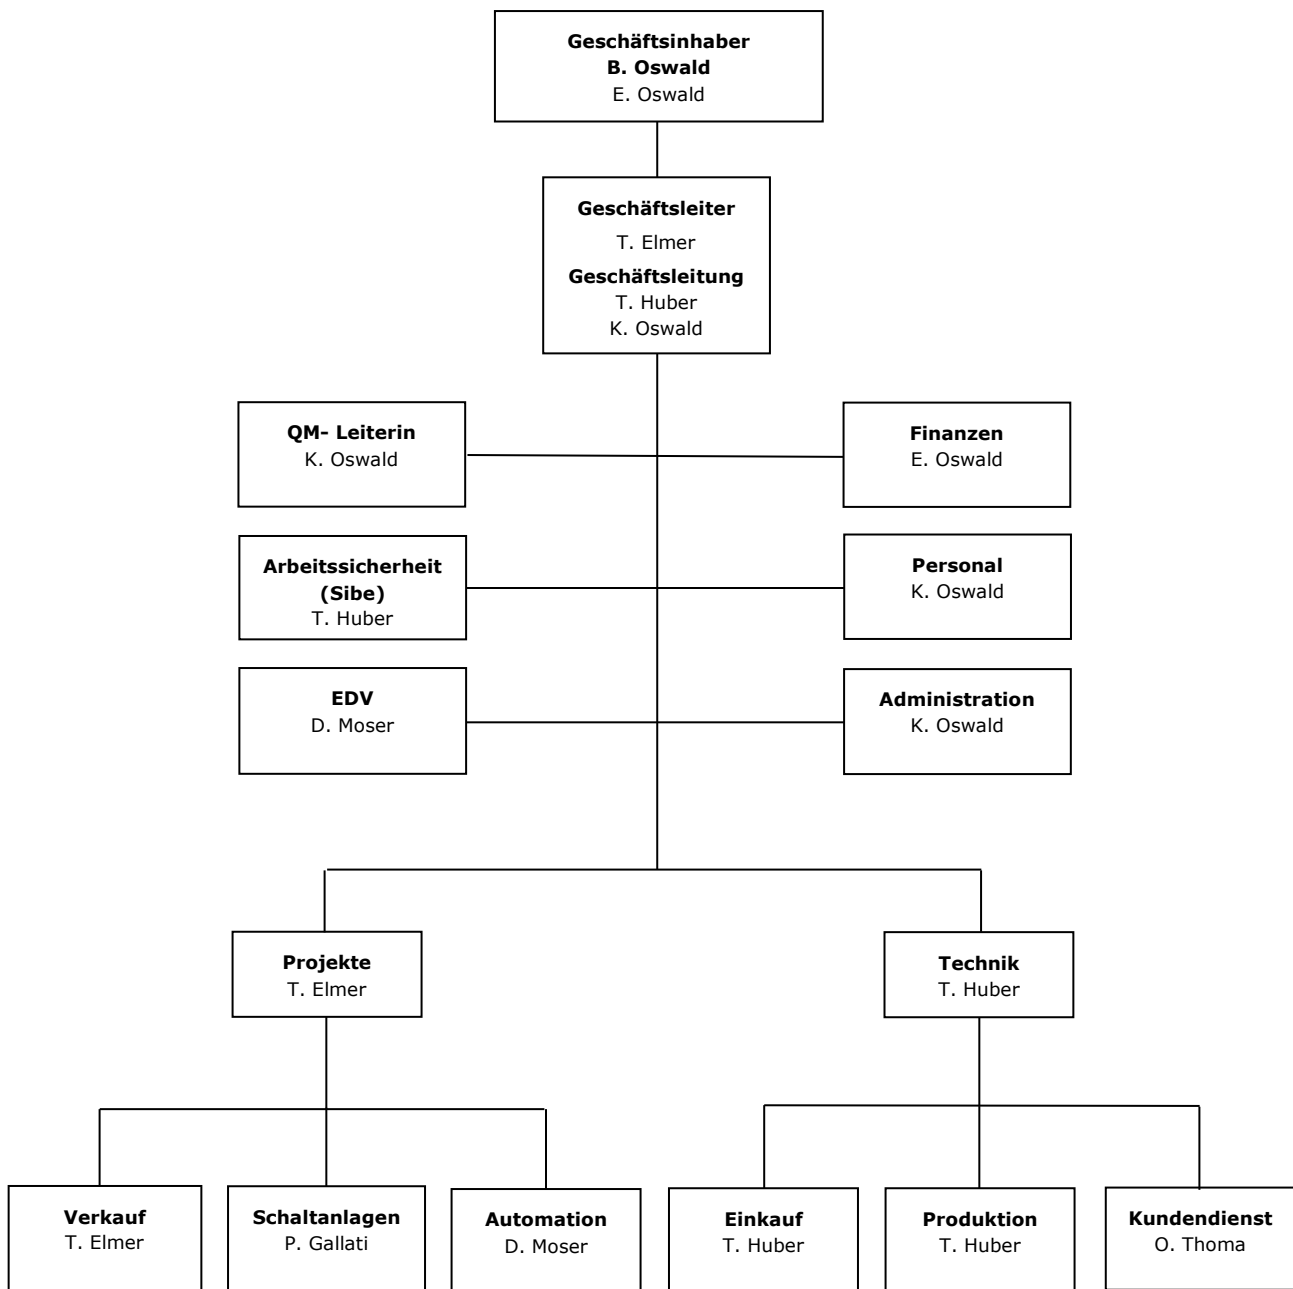 Geschäftsinhaber
B. Oswald
E. Oswald
Geschäftsleiter
T. Elmer
Geschäftsleitung
T. Huber
K. Oswald
QM- Leiterin
K. Oswald
Finanzen
E. Oswald
Arbeitssicherheit
(Sibe)
T. Huber
Personal
K. Oswald
EDV
D. Moser
Administration
K. Oswald
Projekte
T. Elmer
Technik
T. Huber
Verkauf
T. Elmer
Schaltanlagen
P. Gallati
Automation
D. Moser
Einkauf
T. Huber
Produktion
T. Huber
Kundendienst
O. Thoma